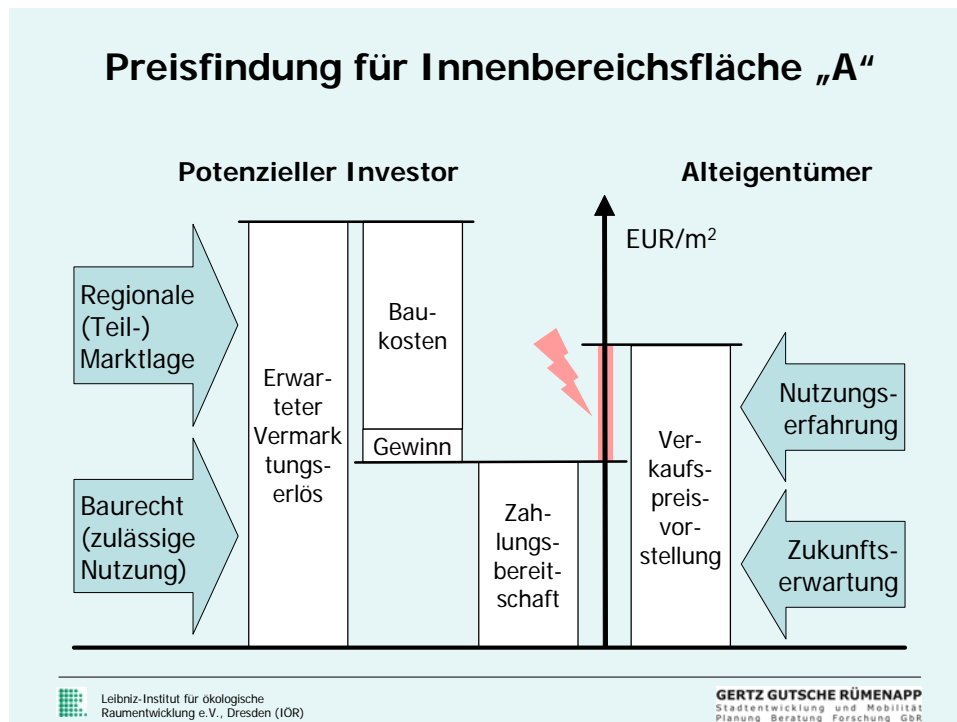 Preisfindung für Innenbereichsfläche „A“
Potenzieller Investor
Alteigentümer
EUR/m²
Regionale
(Teil-)
Marktlage
Baurecht
(zulässige
Nutzung)
Erwar-
teter
Vermark
tungs-
erlös
Bau-
kosten
Gewinn
Zah-
lungs-
bereit-
schaft
Ver-
kaufs-
preis-
vor-
stellung
Nutzungs-
erfahrung
Zukunfts-
erwartung
Leibniz-Institut für ökologische
Raumentwicklung e.V., Dresden (IÖR)
GERTZ GUTSCHE RÜMENAPP
Stadtentwicklung und Mobilität
Planung Beratung Forschung GbR